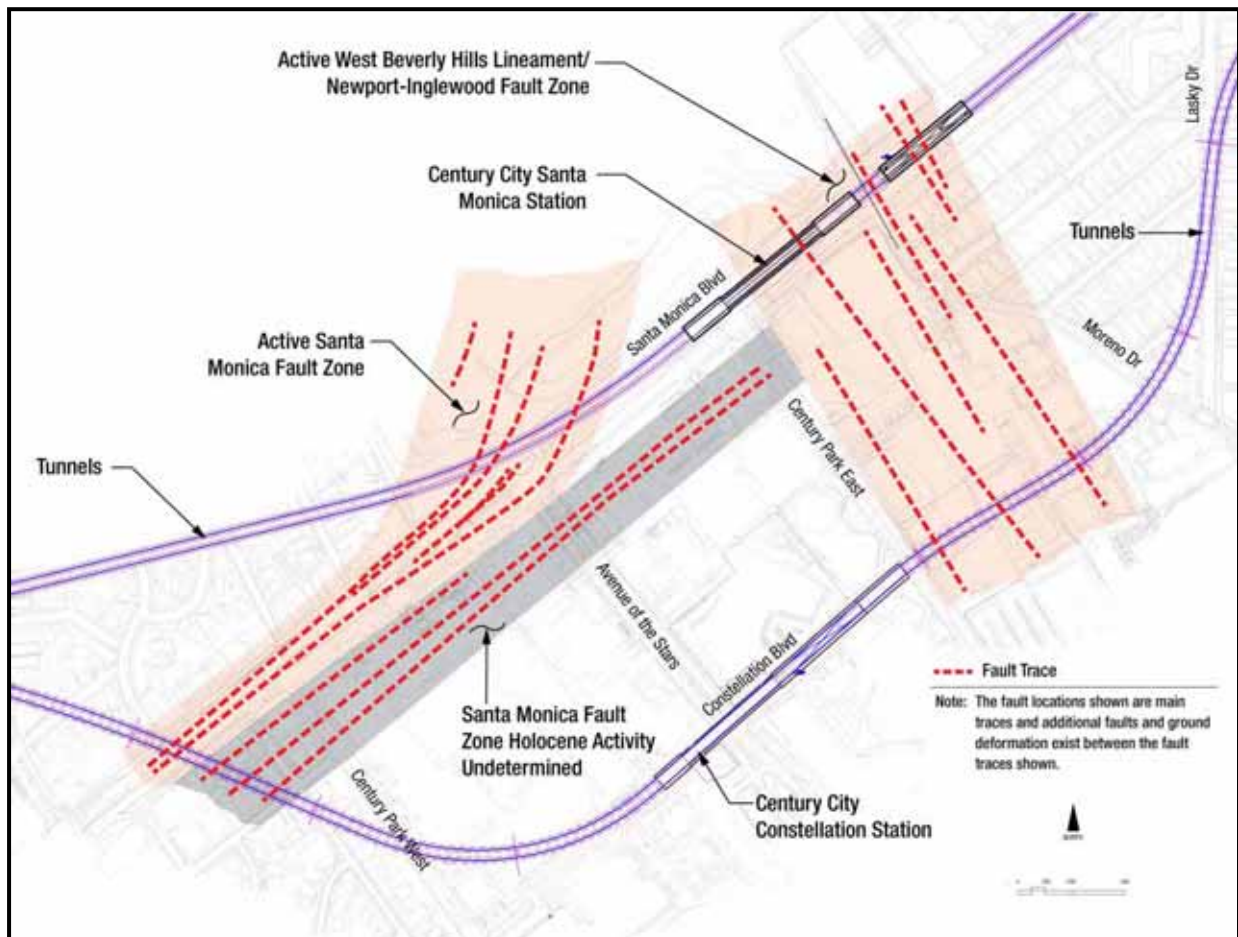 Active West Beverly Hills Lineament/
Newport-Inglewood Fault Zone
Lasky Dr
Century City Santa
Monica Station
Tunnels
Santa Monica Blvd
Moreno Dr
Active Santa
Monica Fault Zone
Century Park East
Tunnels
Avenue of the Stars
Constellation Blvd
Fault Trace
Note: The fault locations shown are main
traces and additional faults and ground
deformation exist between the fault
traces shown.
Santa Monica Fault
Zone Holocene Activity
Undetermined
Century Park West
Century City
Constellation Station